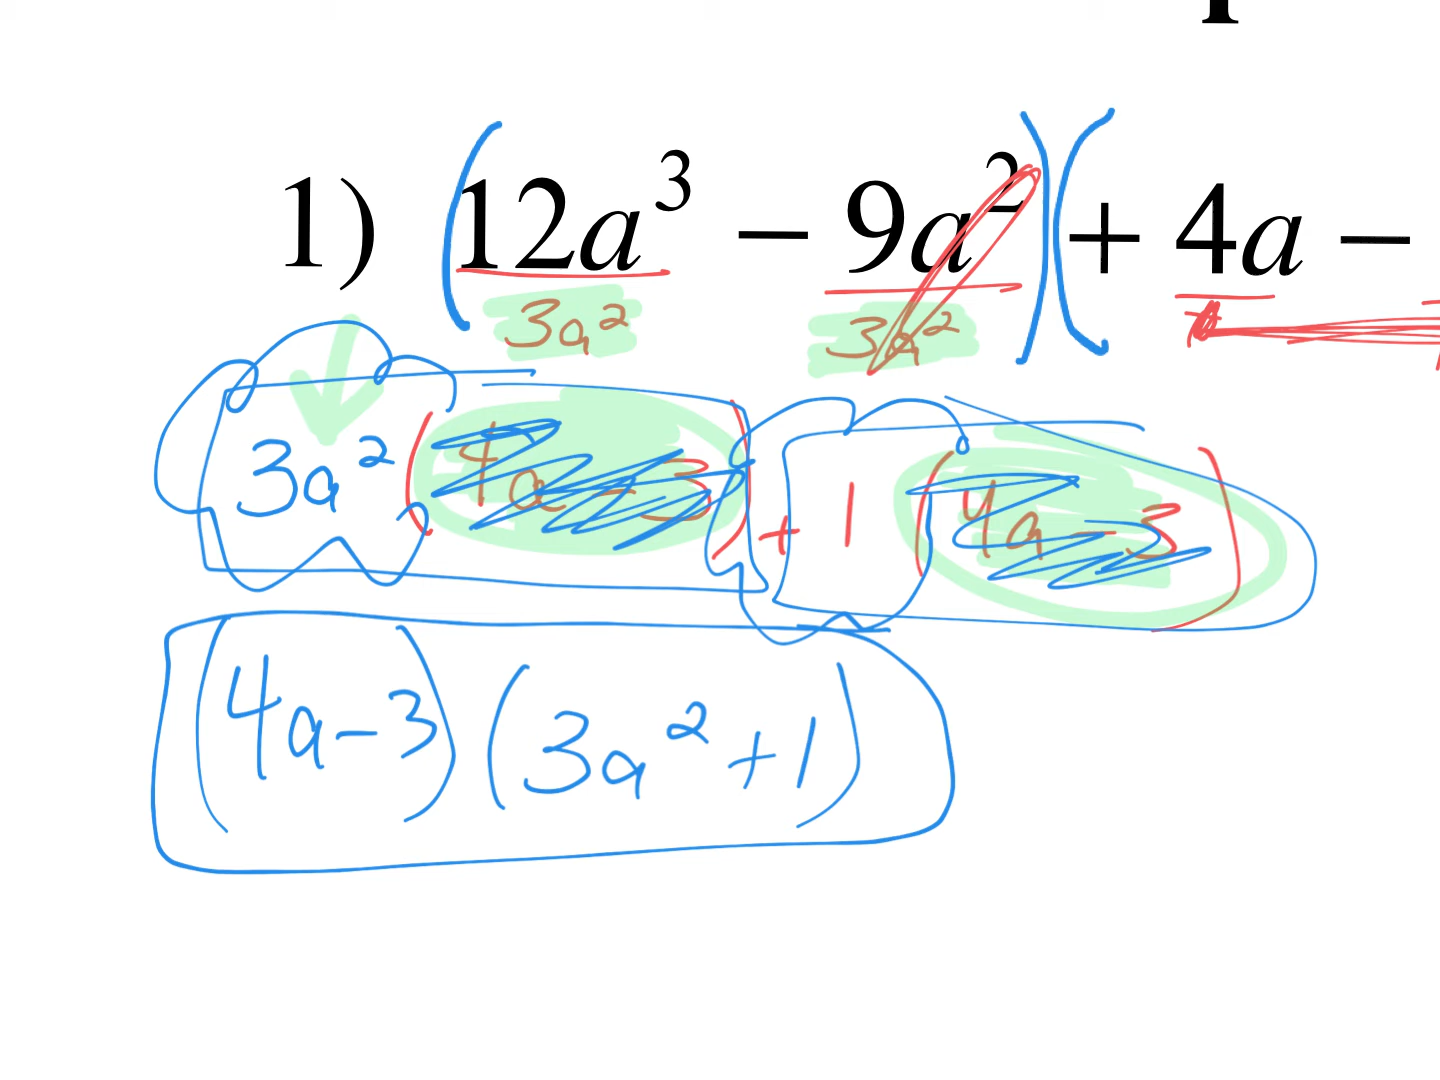 1) (12a³ − 9a²)(+ 4a −
3a² 3a²
3a²(4a − 3) + 1(4a − 3)
(4a − 3)(3a² + 1)